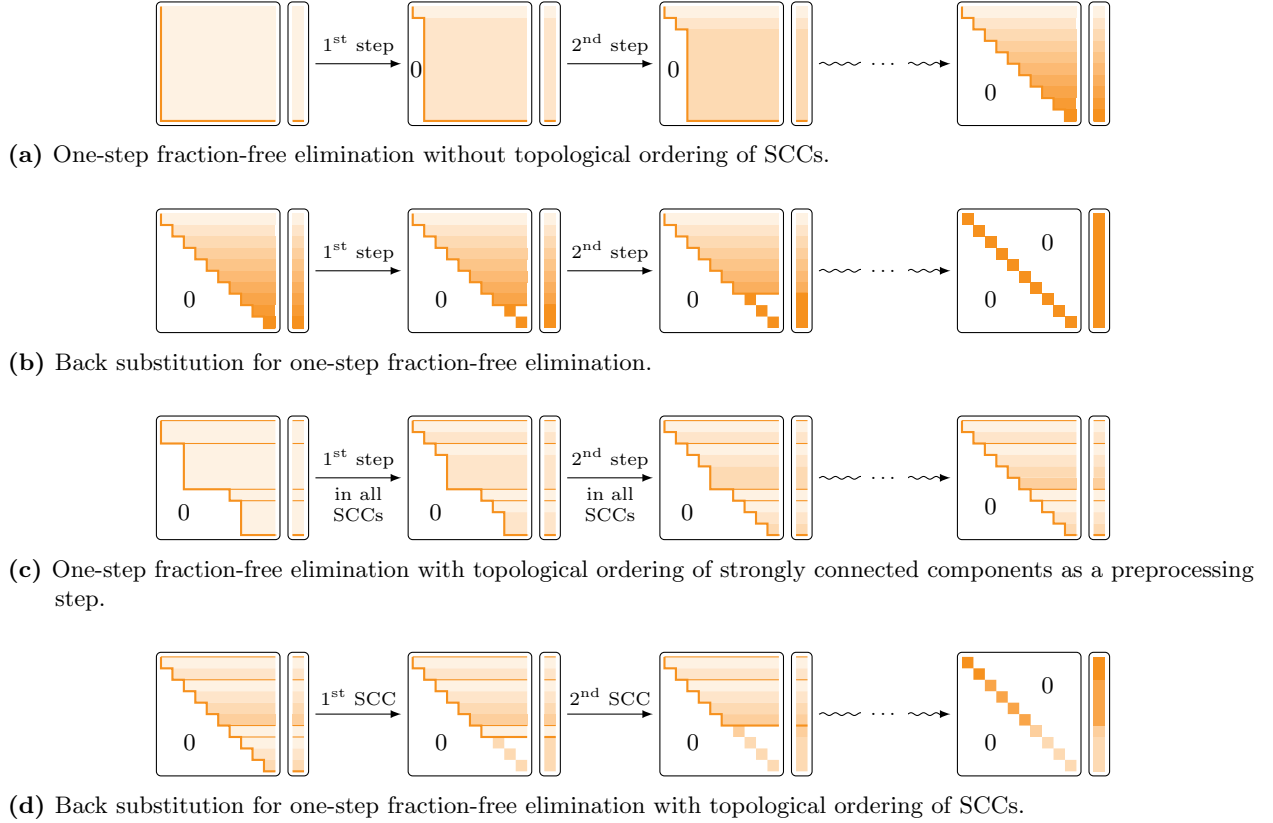 1st step
2nd step
0
0
· · ·
0
(a) One-step fraction-free elimination without topological ordering of SCCs.
1st step
2nd step
0
0
0
· · ·
0
0
(b) Back substitution for one-step fraction-free elimination.
1st step
in all
SCCs
2nd step
in all
SCCs
0
0
0
· · ·
0
(c) One-step fraction-free elimination with topological ordering of strongly connected components as a preprocessing
step.
1st SCC
2nd SCC
0
0
0
· · ·
0
0
(d) Back substitution for one-step fraction-free elimination with topological ordering of SCCs.